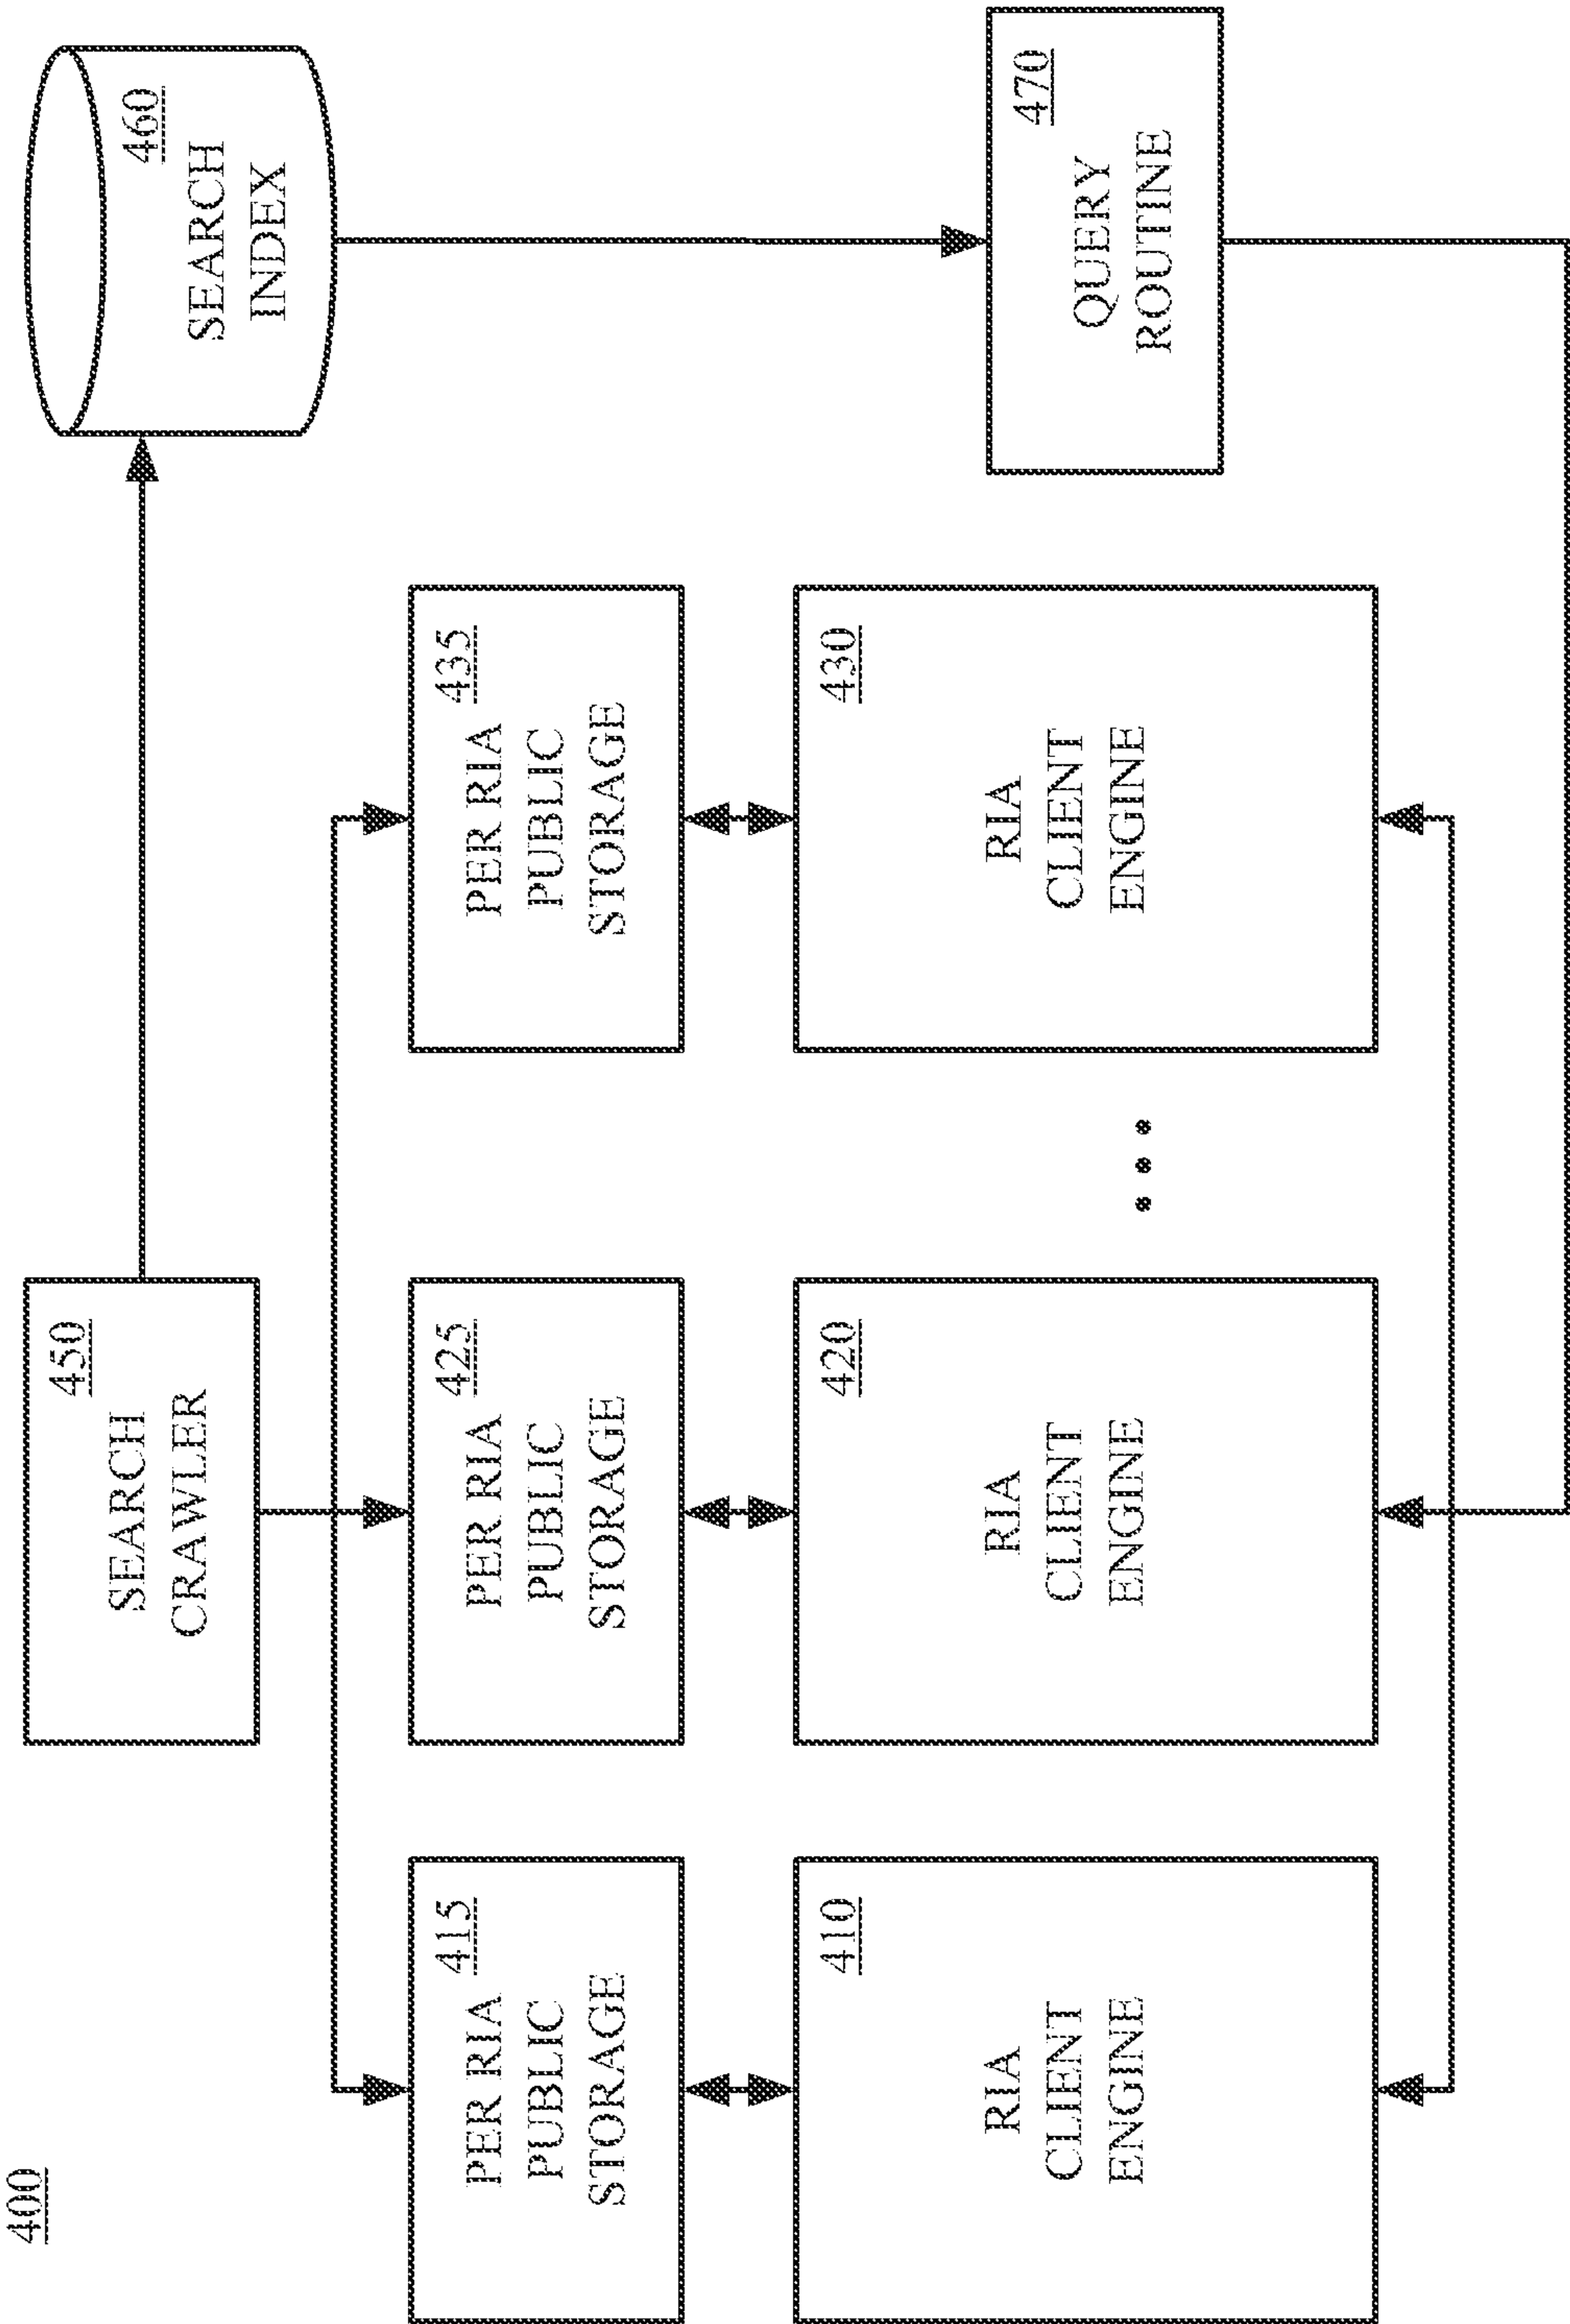 400
450
SEARCH
CRAWLER
460
SEARCH
INDEX
415
PER RIA
PUBLIC
STORAGE
425
PER RIA
PUBLIC
STORAGE
435
PER RIA
PUBLIC
STORAGE
410
RIA
CLIENT
ENGINE
420
RIA
CLIENT
ENGINE
430
RIA
CLIENT
ENGINE
470
QUERY
ROUTINE